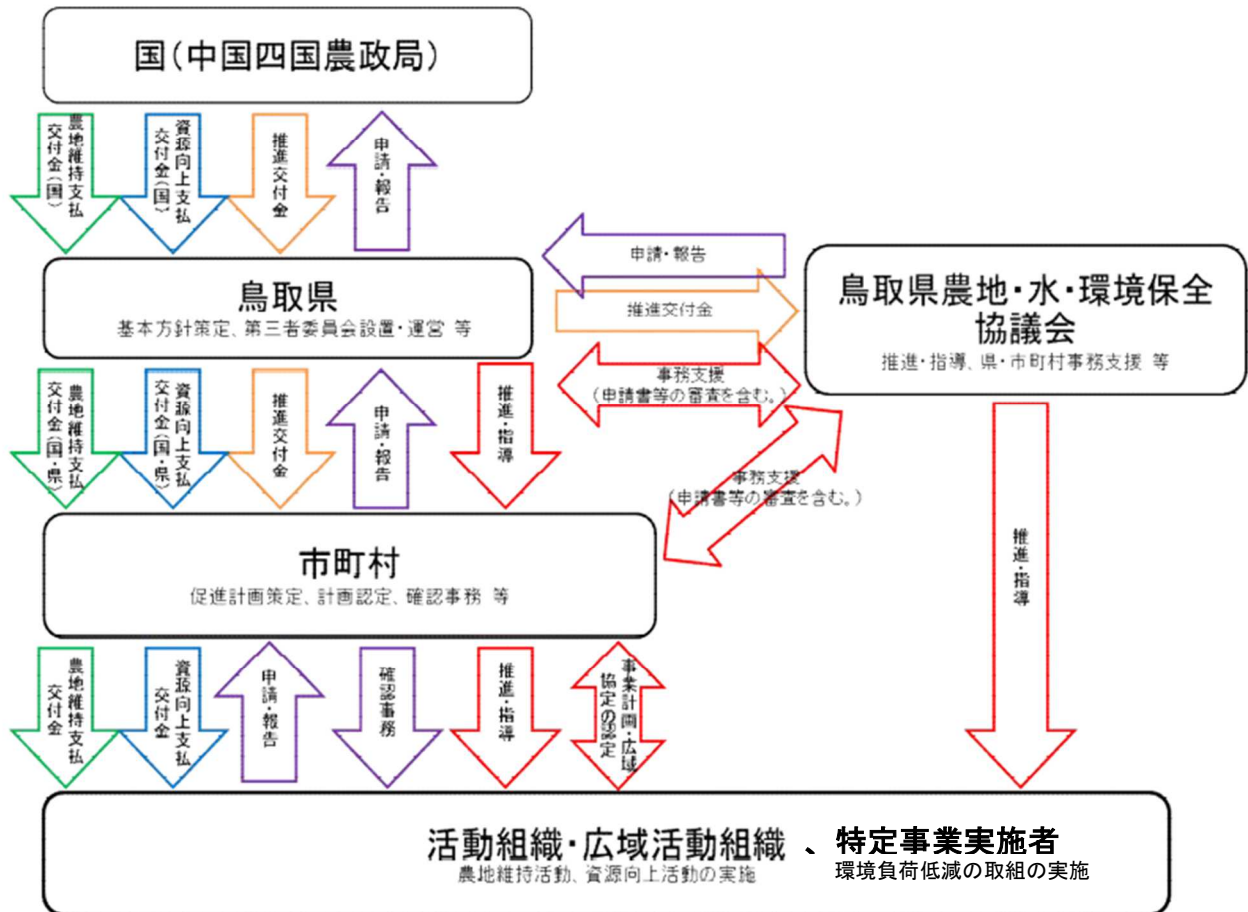 国(中国四国農政局)
農地維持支払
交付金(国)
資源向上支払
交付金(国)
推進交付金
申請・報告
鳥取県
基本方針策定、第三者委員会設置・運営 等
申請・報告
推進交付金
事務支援
(申請書等の審査を含む。)
鳥取県農地・水・環境保全
協議会
推進・指導、県・市町村事務支援 等
農地維持支払
交付金(国・県)
資源向上支払
交付金(国・県)
推進交付金
申請・報告
推進・指導
事務支援
(申請書等の審査を含む。)
推進・指導
市町村
促進計画策定、計画認定、確認事務 等
農地維持支払
交付金
資源向上支払
交付金
申請・報告
確認事務
推進・指導
事業計画・広域
協定の認定
活動組織・広域活動組織 、特定事業実施者
農地維持活動、資源向上活動の実施
環境負荷低減の取組の実施